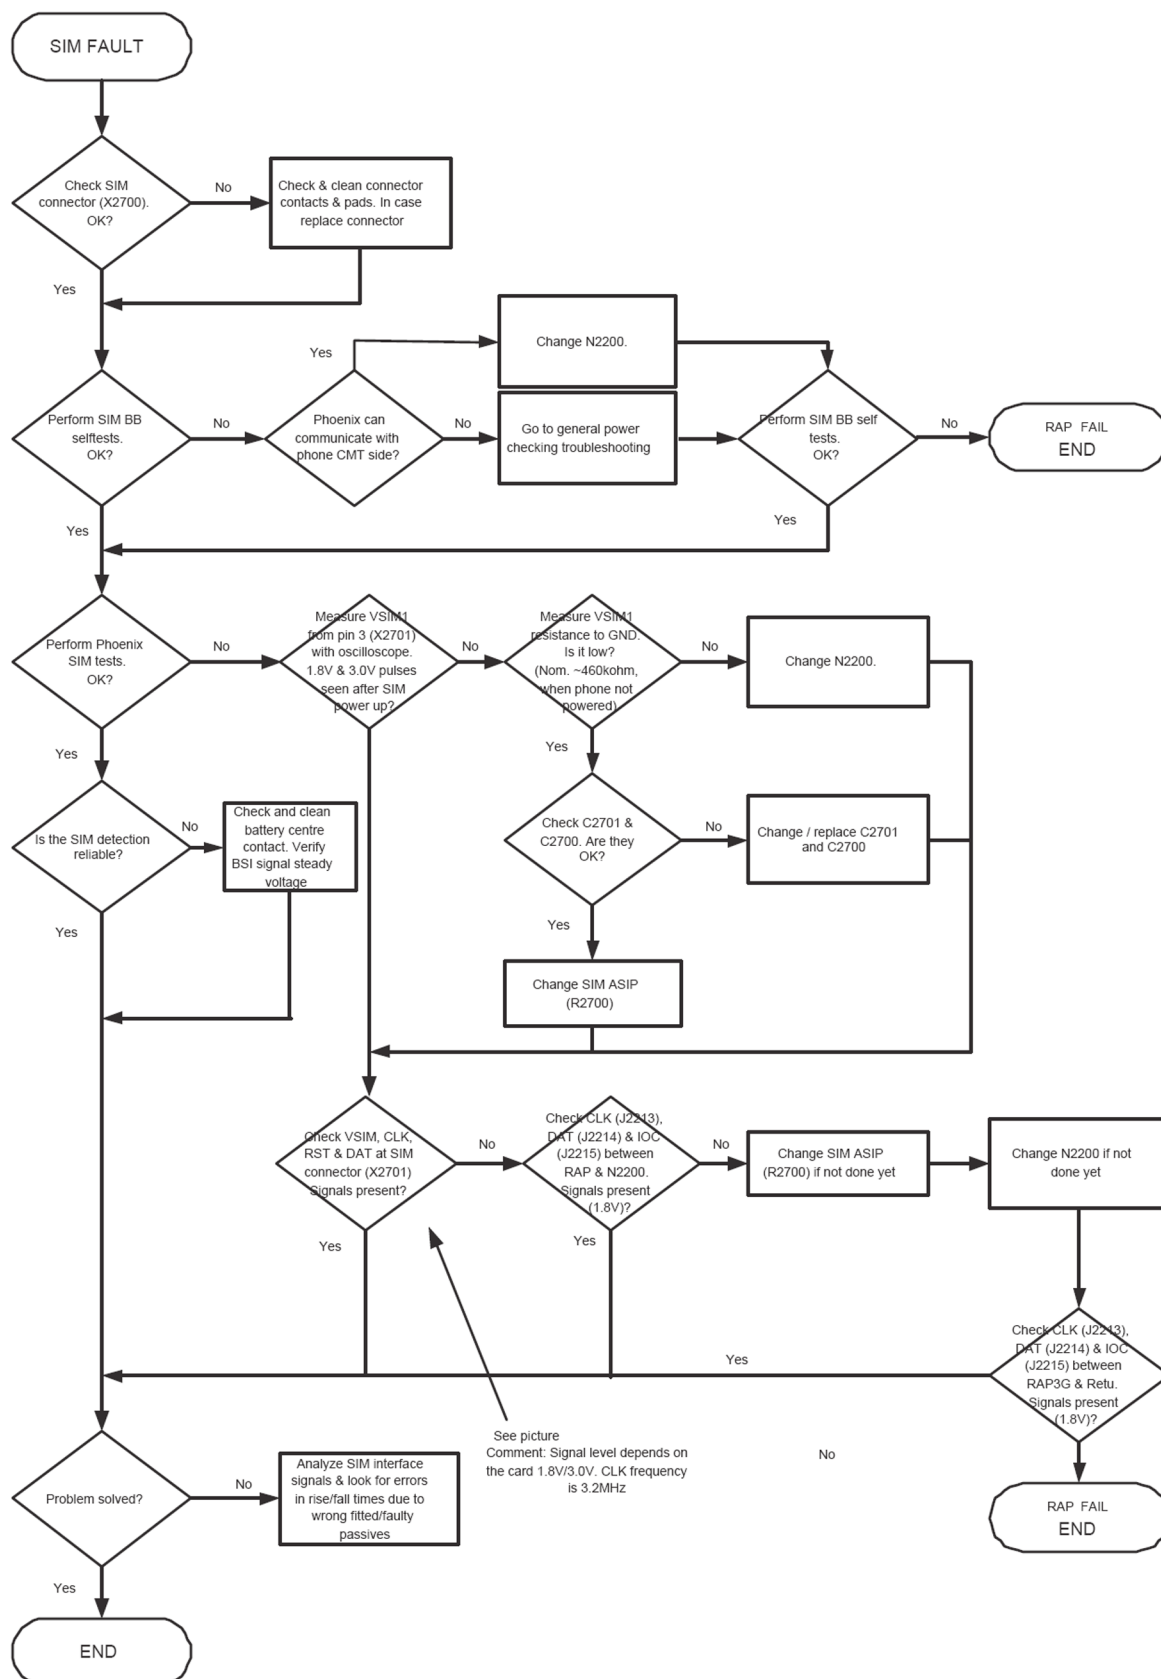 SIM FAULT
Check SIM
connector (X2700).
OK?
No
Check & clean connector
contacts & pads. In case
replace connector
Yes
Perform SIM BB
selftests.
OK?
No
Phoenix can
communicate with
phone CMT side?
Yes
Change N2200.
No
Go to general power
checking troubleshooting
Perform SIM BB self
tests.
OK?
No
RAP FAIL
END
Yes
Yes
Perform Phoenix
SIM tests.
OK?
No
Measure VSIM1
from pin 3 (X2701)
with oscilloscope.
1.8V & 3.0V pulses
seen after SIM
power up?
No
Measure VSIM1
resistance to GND.
Is it low?
(Nom. ~460kohm,
when phone not
powered)
No
Change N2200.
Yes
Yes
Is the SIM detection
reliable?
No
Check and clean
battery centre
contact. Verify
BSI signal steady
voltage
Check C2701 &
C2700. Are they
OK?
No
Change / replace C2701
and C2700
Yes
Yes
Change SIM ASIP
(R2700)
Check VSIM, CLK,
RST & DAT at SIM
connector (X2701)
Signals present?
No
Check CLK (J2213),
DAT (J2214) & IOC
(J2215) between
RAP & N2200.
Signals present
(1.8V)?
No
Change SIM ASIP
(R2700) if not done yet
Change N2200 if not
done yet
Yes
Yes
Check CLK (J2213),
DAT (J2214) & IOC
(J2215) between
RAP3G & Retu.
Signals present
(1.8V)?
Yes
See picture
Comment: Signal level depends on
the card 1.8V/3.0V. CLK frequency
is 3.2MHz
No
RAP FAIL
END
Problem solved?
No
Analyze SIM interface
signals & look for errors
in rise/fall times due to
wrong fitted/faulty
passives
Yes
END